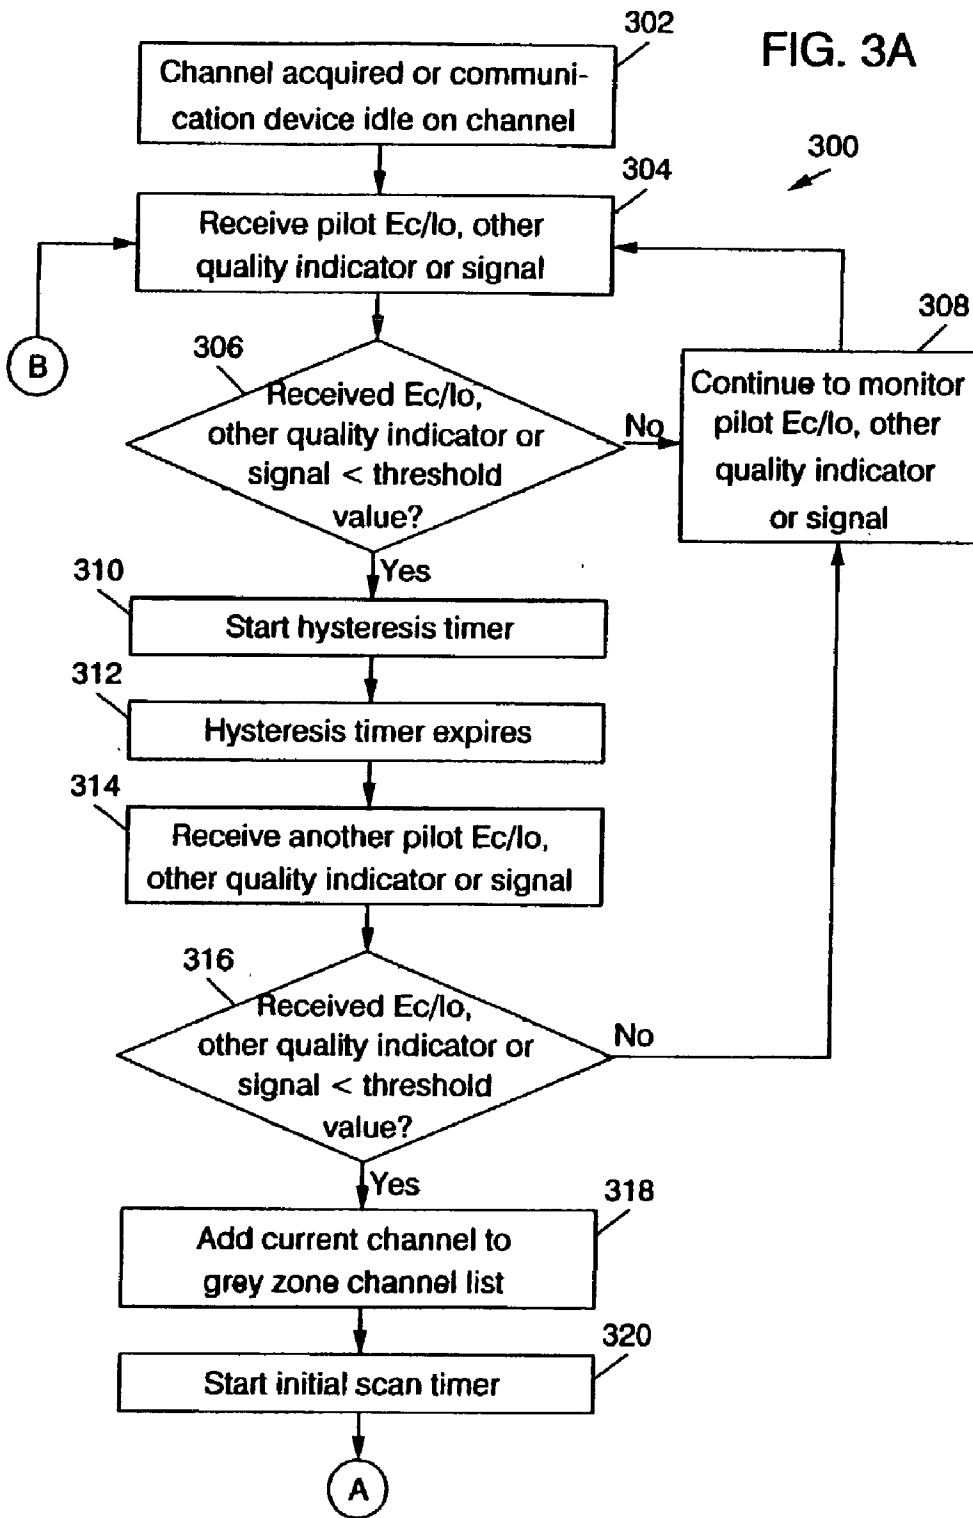 FIG. 3A
300
302
Channel acquired or communi-
cation device idle on channel
304
Receive pilot Ec/Io, other
quality indicator or signal
B
306
Received Ec/Io,
other quality indicator or
signal < threshold
value?
No
308
Continue to monitor
pilot Ec/Io, other
quality indicator
or signal
Yes
310
Start hysteresis timer
312
Hysteresis timer expires
314
Receive another pilot Ec/Io,
other quality indicator or signal
316
Received Ec/Io,
other quality indicator or
signal < threshold
value?
No
Yes
318
Add current channel to
grey zone channel list
320
Start initial scan timer
A